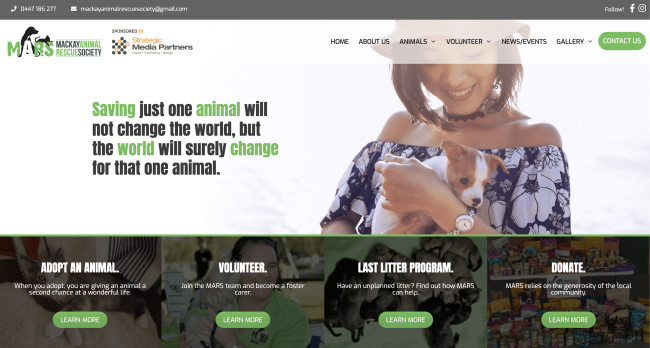 0447 186 277
mackayanimalrescuesociety@gmail.com
Follow!
MARS
MACKAYANIMAL
RESCUESOCIETY
SPONSORED BY
Strategic
Media Partners
HOME
ABOUT US
ANIMALS
VOLUNTEER
NEWS/EVENTS
GALLERY
CONTACT US
Saving just one animal will
not change the world, but
the world will surely change
for that one animal.
ADOPT AN ANIMAL.
When you adopt, you are giving an animal a
second chance at a wonderful life.
LEARN MORE
VOLUNTEER.
Join the MARS team and become a foster
carer.
LEARN MORE
LAST LITTER PROGRAM.
Have an unplanned litter? Find out how MARS
can help.
LEARN MORE
DONATE.
MARS relies on the generosity of the local
community.
LEARN MORE